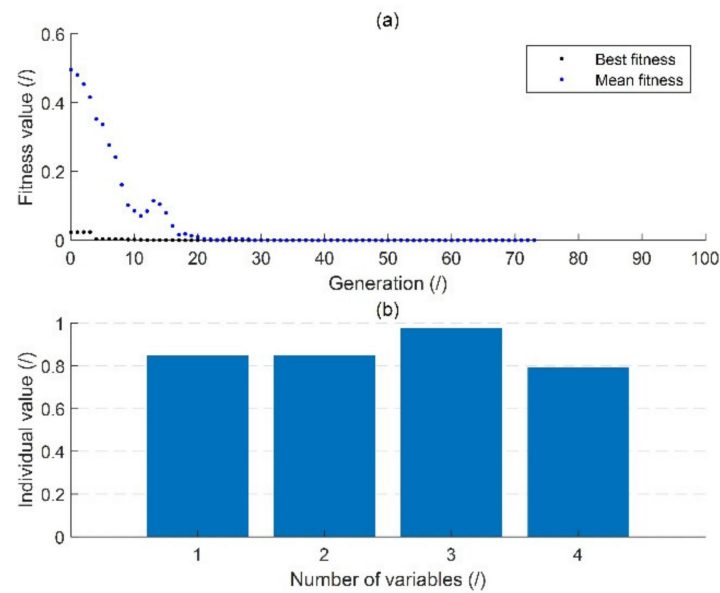 (a)
Fitness value (/)
0.6
0.4
0.2
0
Best fitness
Mean fitness
0 10 20 30 40 50 60 70 80 90 100
Generation (/)
(b)
Individual value (/)
1
0.8
0.6
0.4
0.2
0
1 2 3 4
Number of variables (/)